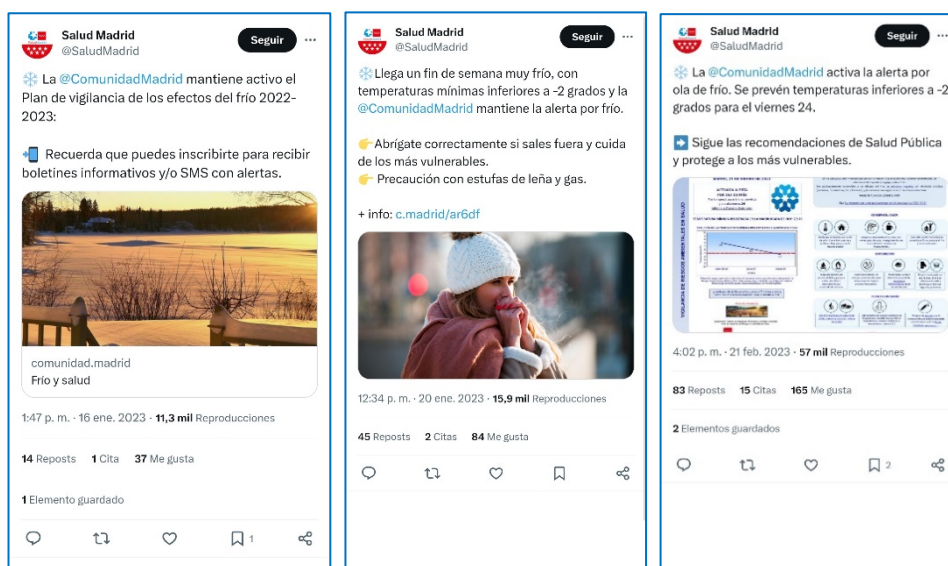 Salud Madrid
@SaludMadrid
Seguir
La @ComunidadMadrid mantiene activo el
Plan de vigilancia de los efectos del frío 2022-
2023:
Recuerda que puedes inscribirte para recibir
boletines informativos y/o SMS con alertas.
comunidad.madrid
Frío y salud
1:47 p. m. · 16 ene. 2023 · 11,3 mil Reproducciones
14 Reposts 1 Cita 37 Me gusta
1 Elemento guardado
1
Salud Madrid
@SaludMadrid
Seguir
Llega un fin de semana muy frío, con
temperaturas mínimas inferiores a -2 grados y la
@ComunidadMadrid mantiene la alerta por frío.
Abrígate correctamente si sales fuera y cuida
de los más vulnerables.
Precaución con estufas de leña y gas.
+ info: c.madrid/ar6df
12:34 p. m. · 20 ene. 2023 · 15,9 mil Reproducciones
45 Reposts 2 Citas 84 Me gusta
Salud Madrid
@SaludMadrid
Seguir
La @ComunidadMadrid activa la alerta por
ola de frío. Se prevén temperaturas inferiores a -2
grados para el viernes 24.
Sigue las recomendaciones de Salud Pública
y protege a los más vulnerables.
VIGILANCIA DE RIESGOS AMBIENTALES EN SALUD
4:02 p. m. · 21 feb. 2023 · 57 mil Reproducciones
83 Reposts 15 Citas 165 Me gusta
2 Elementos guardados
2